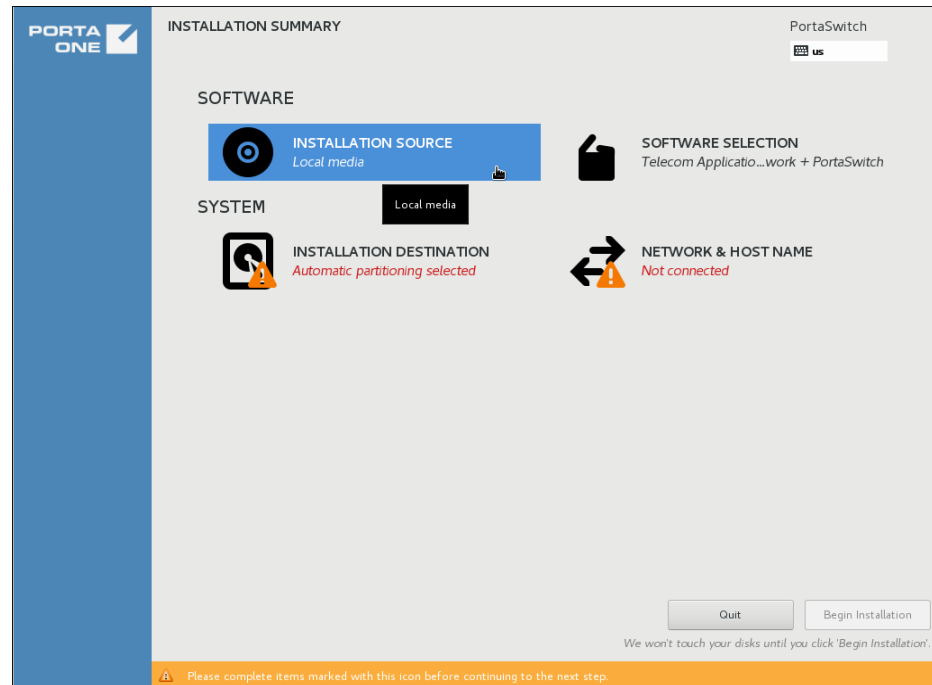 PORTA
ONE
INSTALLATION SUMMARY
PortaSwitch
us
SOFTWARE
INSTALLATION SOURCE
Local media
SOFTWARE SELECTION
Telecom Applicatio...work + PortaSwitch
Local media
SYSTEM
INSTALLATION DESTINATION
Automatic partitioning selected
NETWORK & HOST NAME
Not connected
Quit
Begin Installation
We won't touch your disks until you click 'Begin Installation'.
Please complete items marked with this icon before continuing to the next step.